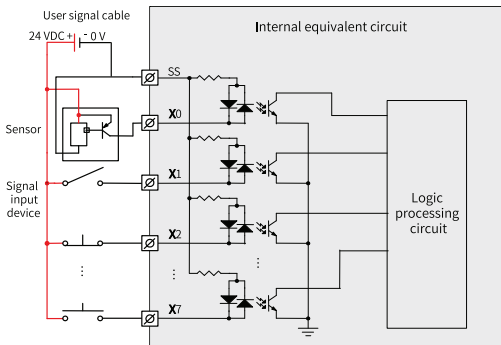 User signal cable
24 VDC + - 0 V
Internal equivalent circuit
SS
X0
Sensor
X1
Signal
input
device
X2
Logic
processing
circuit
...
...
...
X7